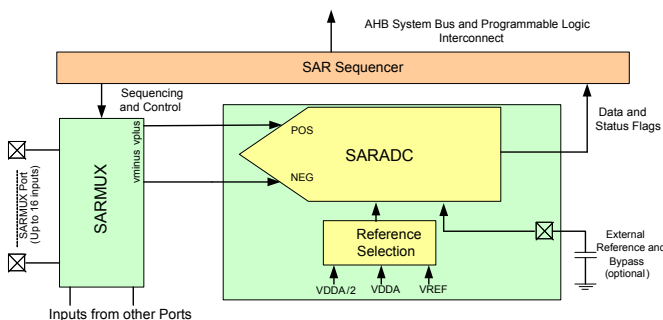 AHB System Bus and Programmable Logic
Interconnect
SAR Sequencer
Sequencing
and Control
Data and
Status Flags
vminus vplus
POS
NEG
SARADC
SARMUX
SARMUX Port
(Up to 16 inputs)
Reference
Selection
External
Reference and
Bypass
(optional)
VDDA/2
VDDA
VREF
Inputs from other Ports